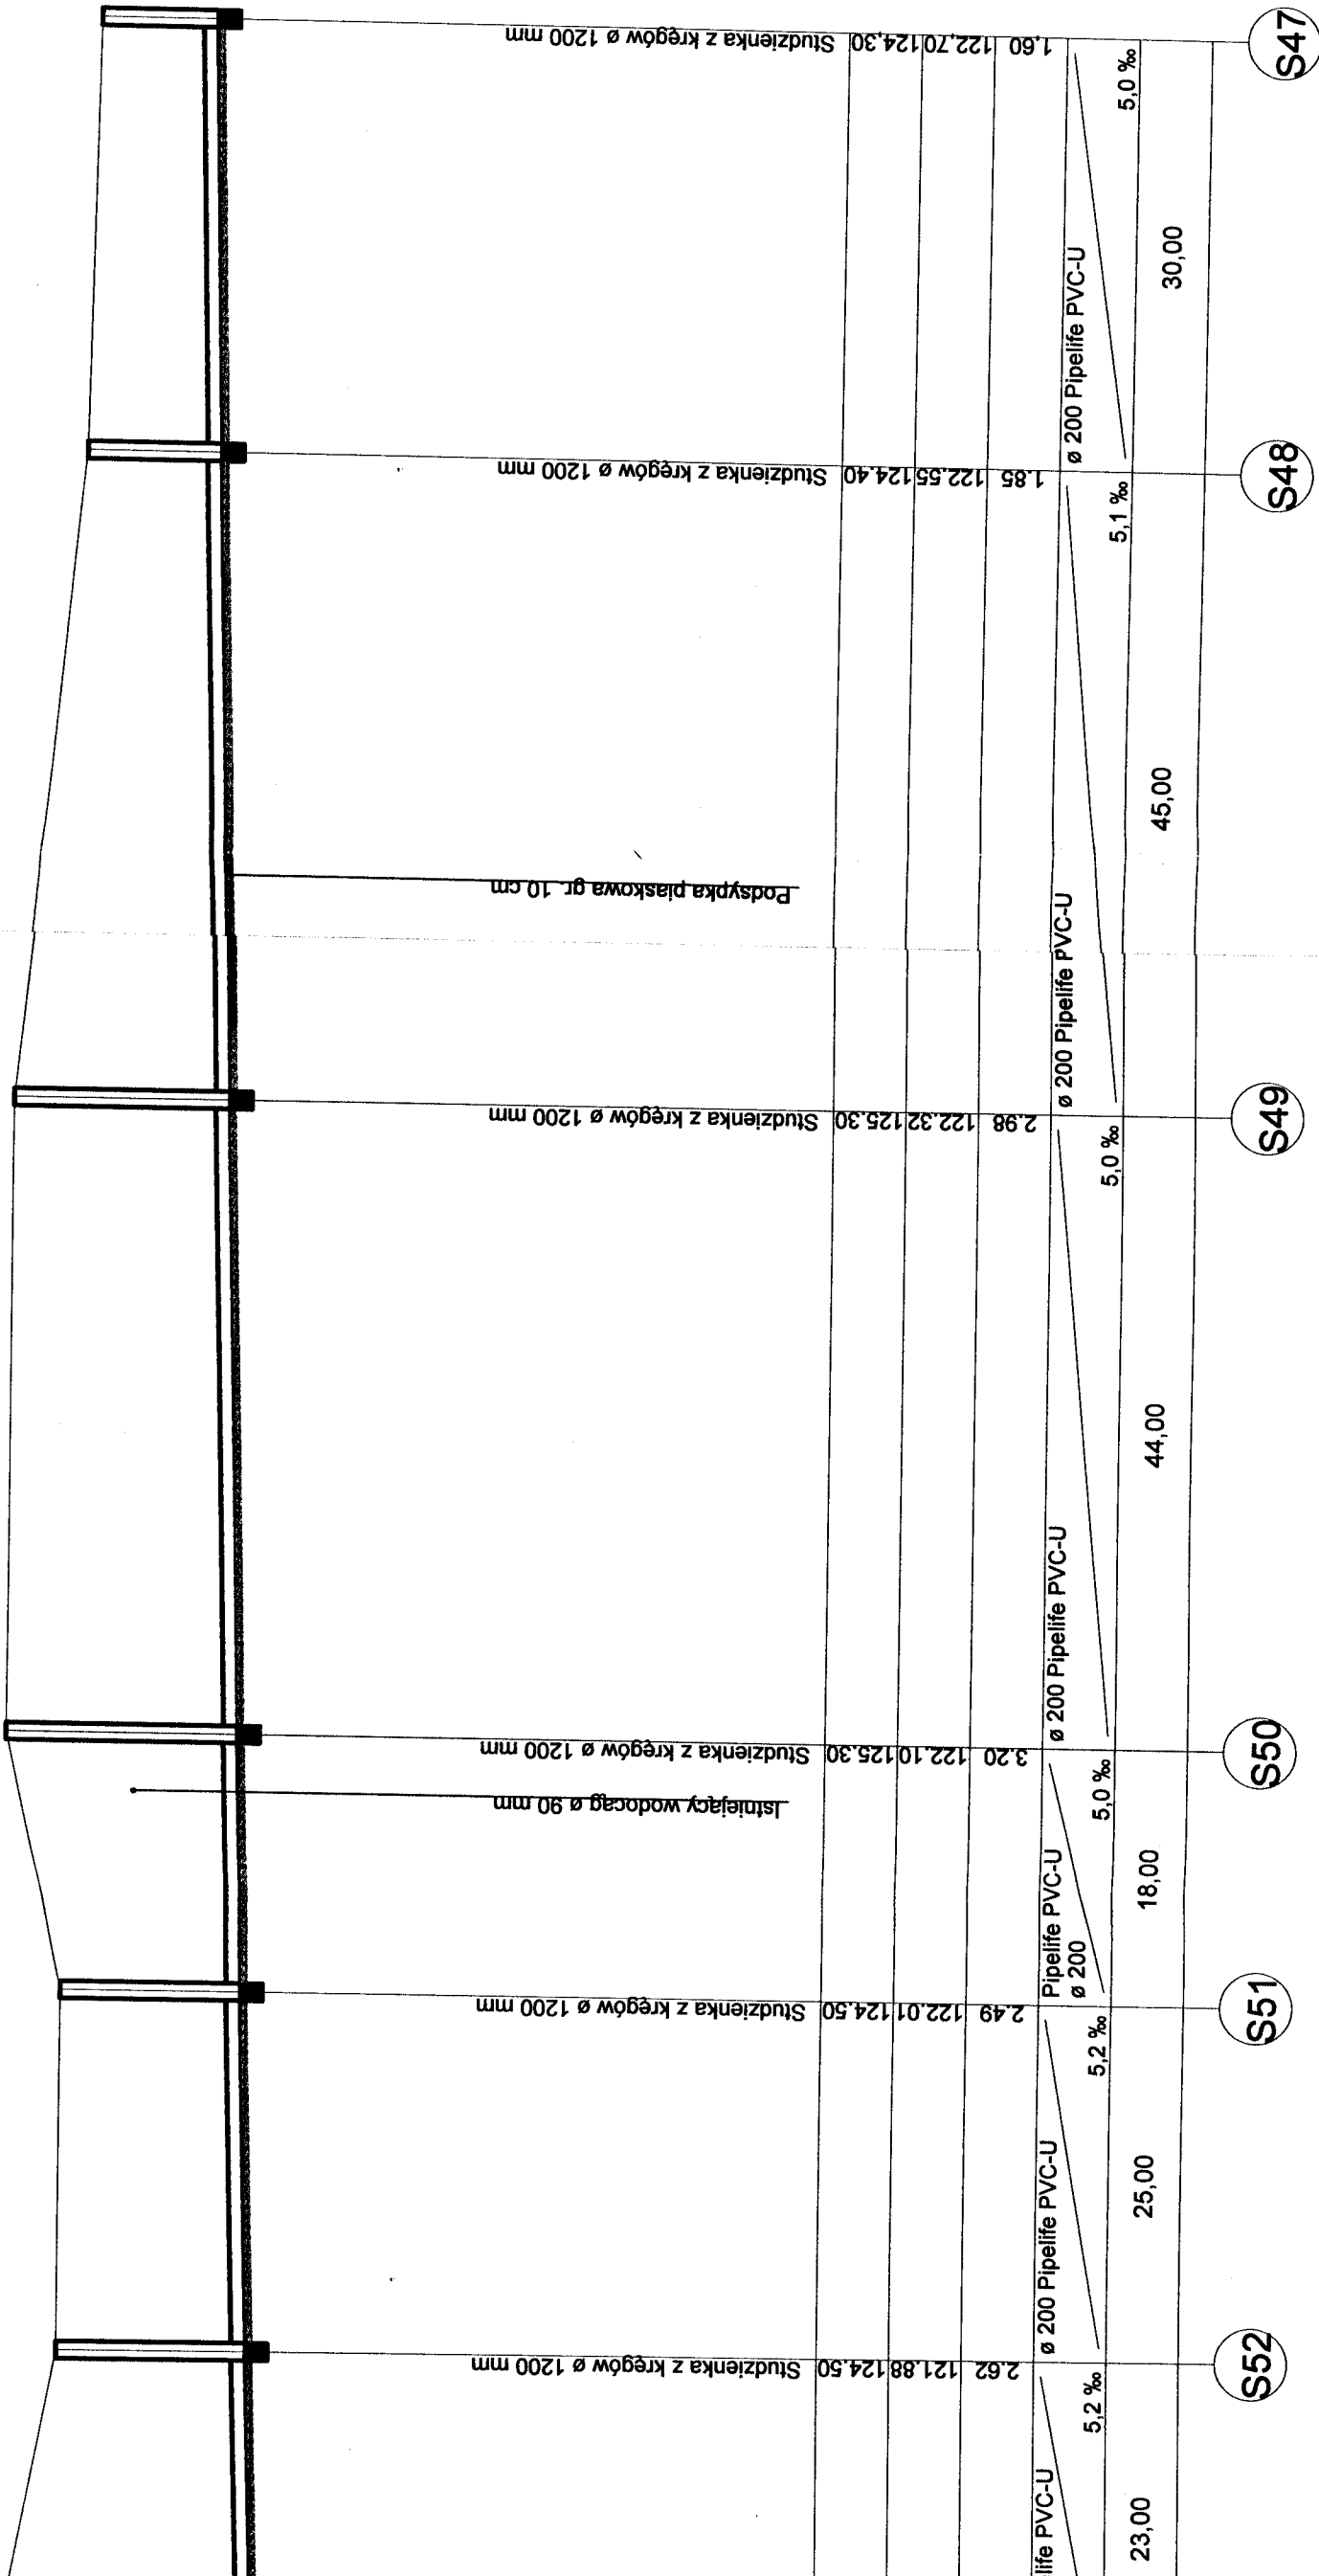 S47
Studzienka z kręgów ø 1200 mm
124,30
122,70
1,60
5,0 ‰
30,00
ø 200 Pipelife PVC-U
S48
Studzienka z kręgów ø 1200 mm
124.40
122.55
1.85
5,1 ‰
45,00
Podsypka piaskowa gr. 10 cm
ø 200 Pipelife PVC-U
S49
Studzienka z kręgów ø 1200 mm
125.30
122.32
2.98
5,0 ‰
44,00
ø 200 Pipelife PVC-U
S50
Studzienka z kręgów ø 1200 mm
125.30
122.10
3.20
5,0 ‰
Istniejący wodociąg ø 90 mm
18,00
Pipelife PVC-U
ø 200
S51
Studzienka z kręgów ø 1200 mm
124.50
122.01
2.49
5,2 ‰
25,00
ø 200 Pipelife PVC-U
S52
Studzienka z kręgów ø 1200 mm
124.50
121.88
2.62
5,2 ‰
23,00
life PVC-U